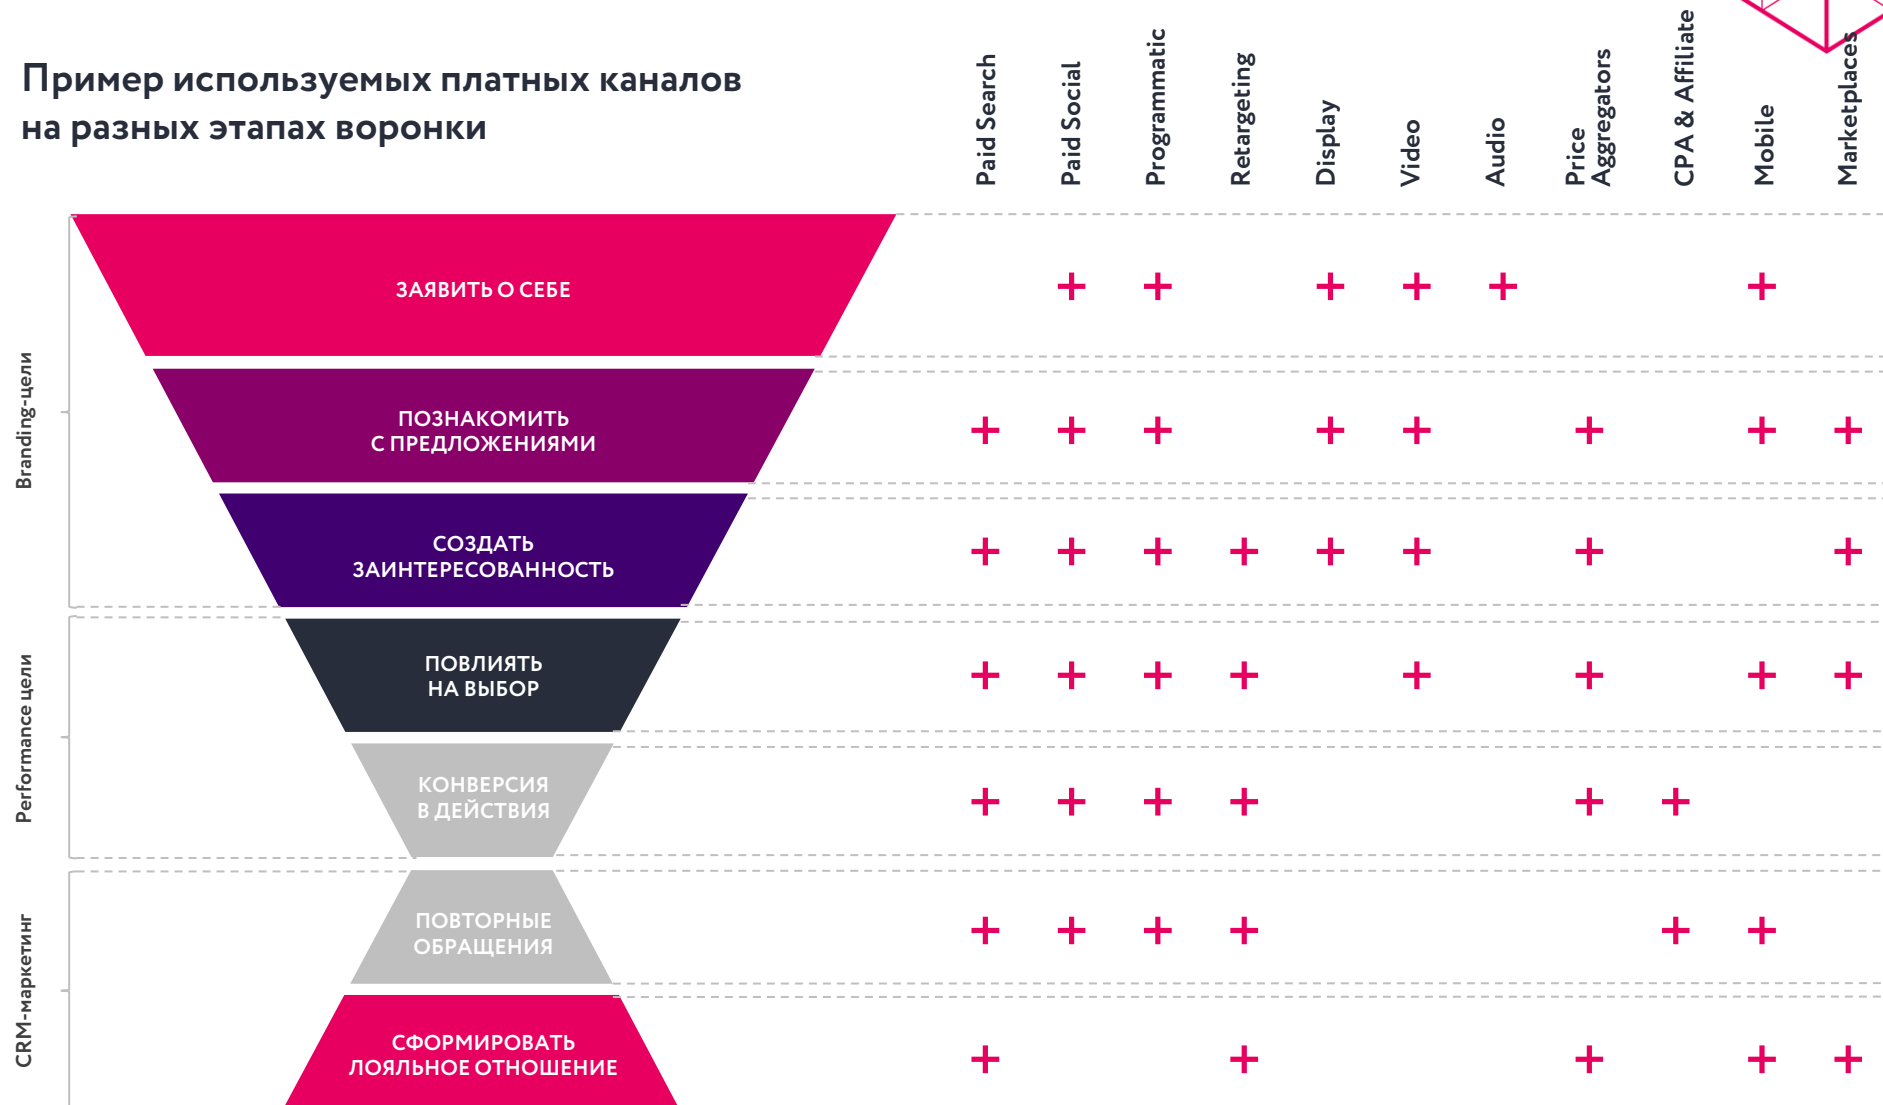 Пример используемых платных каналов
на разных этапах воронки
Paid Search
Paid Social
Programmatic
Retargeting
Display
Video
Audio
Price
Aggregators
CPA & Affiliate
Mobile
Marketplaces
Branding-цели
ЗАЯВИТЬ О СЕБЕ
+ + + + + +
ПОЗНАКОМИТЬ
С ПРЕДЛОЖЕНИЯМИ
+ + + + + + + +
СОЗДАТЬ
ЗАИНТЕРЕСОВАННОСТЬ
+ + + + + + + +
Performance цели
ПОВЛИЯТЬ
НА ВЫБОР
+ + + + + + + +
КОНВЕРСИЯ
В ДЕЙСТВИЯ
+ + + + + +
CRM-маркетинг
ПОВТОРНЫЕ
ОБРАЩЕНИЯ
+ + + + + +
СФОРМИРОВАТЬ
ЛОЯЛЬНОЕ ОТНОШЕНИЕ
+ + + + +